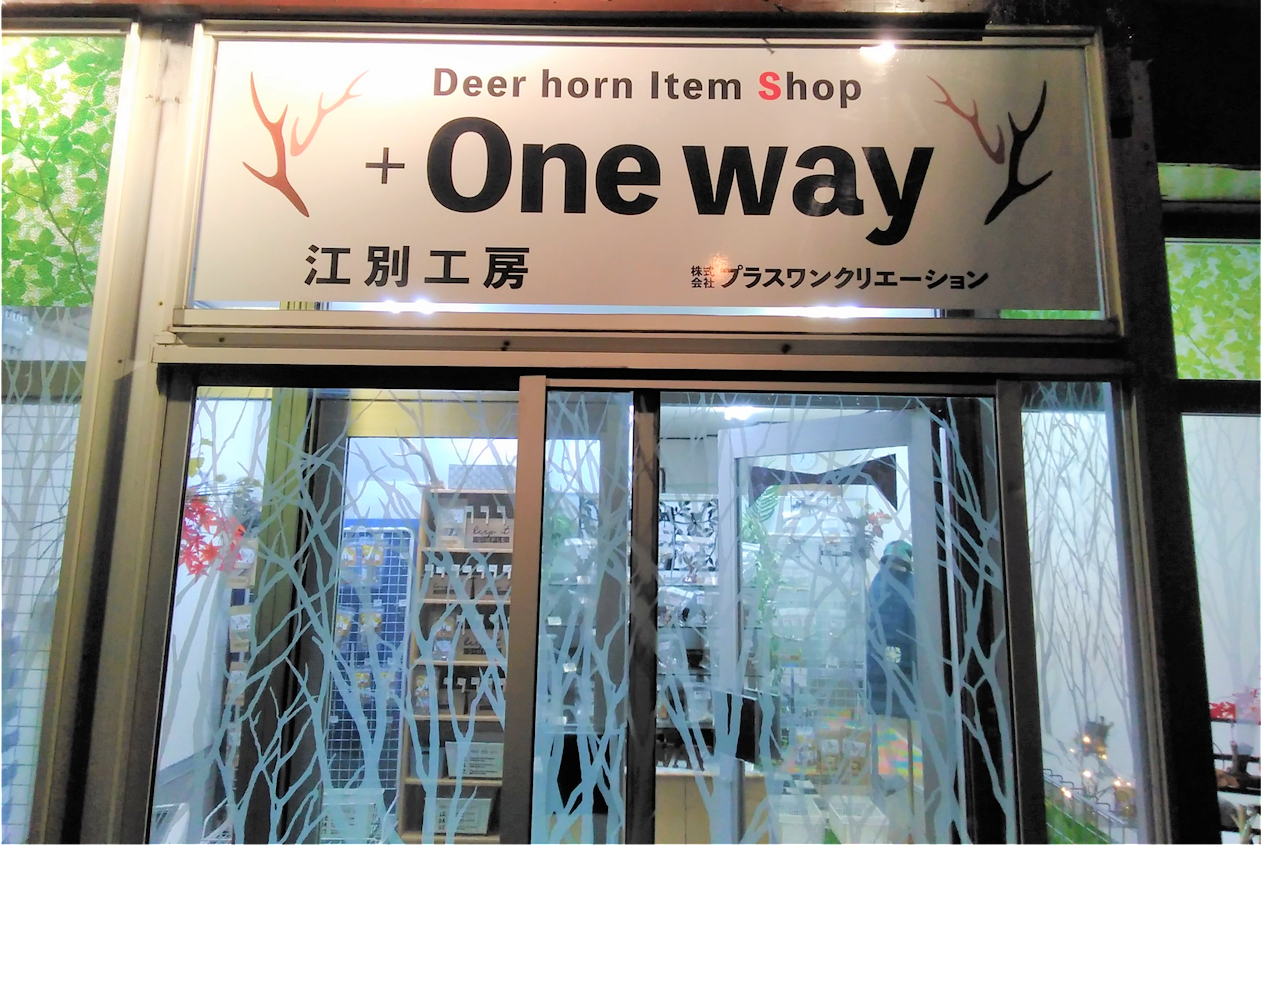 Deer horn Item Shop
+ One way
江別工房
株式会社プラスワンクリエーション